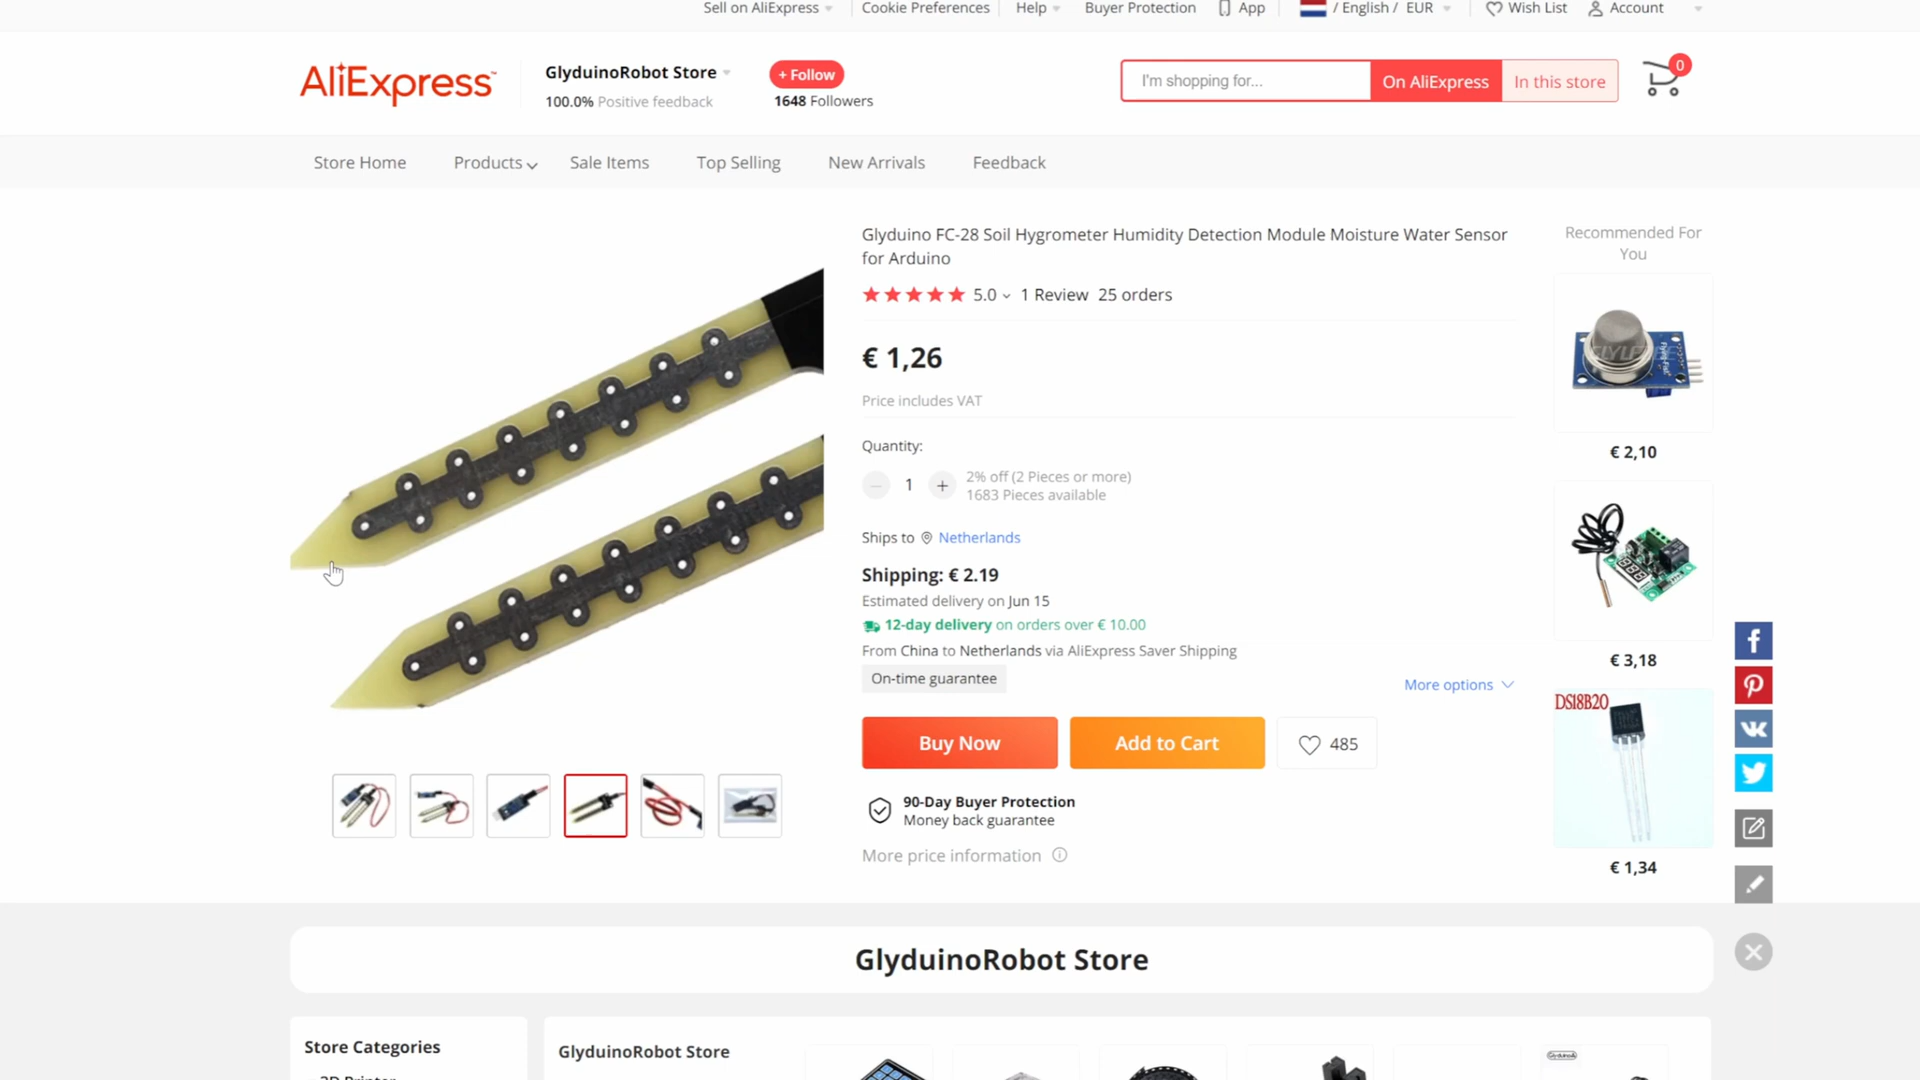 Sell on AliExpress
Cookie Preferences
Help
Buyer Protection
App
/ English / EUR
Wish List
Account
AliExpress™
GlyduinoRobot Store
100.0% Positive feedback
+ Follow
1648 Followers
I'm shopping for...
On AliExpress
In this store
0
Store Home
Products
Sale Items
Top Selling
New Arrivals
Feedback
Glyduino FC-28 Soil Hygrometer Humidity Detection Module Moisture Water Sensor
for Arduino
5.0
1 Review
25 orders
€ 1,26
Price includes VAT
Quantity:
1
2% off (2 Pieces or more)
1683 Pieces available
Ships to
Netherlands
Shipping: € 2.19
Estimated delivery on Jun 15
12-day delivery on orders over € 10.00
From China to Netherlands via AliExpress Saver Shipping
On-time guarantee
More options
Buy Now
Add to Cart
485
90-Day Buyer Protection
Money back guarantee
More price information
Recommended For
You
€ 2,10
€ 3,18
DS18B20
€ 1,34
GlyduinoRobot Store
Store Categories
3D Printer
GlyduinoRobot Store